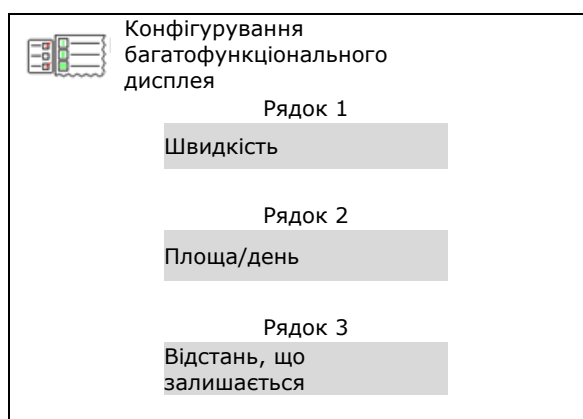 Конфігурування
багатофункціонального
дисплея
Рядок 1
Швидкість
Рядок 2
Площа/день
Рядок 3
Відстань, що
залишається